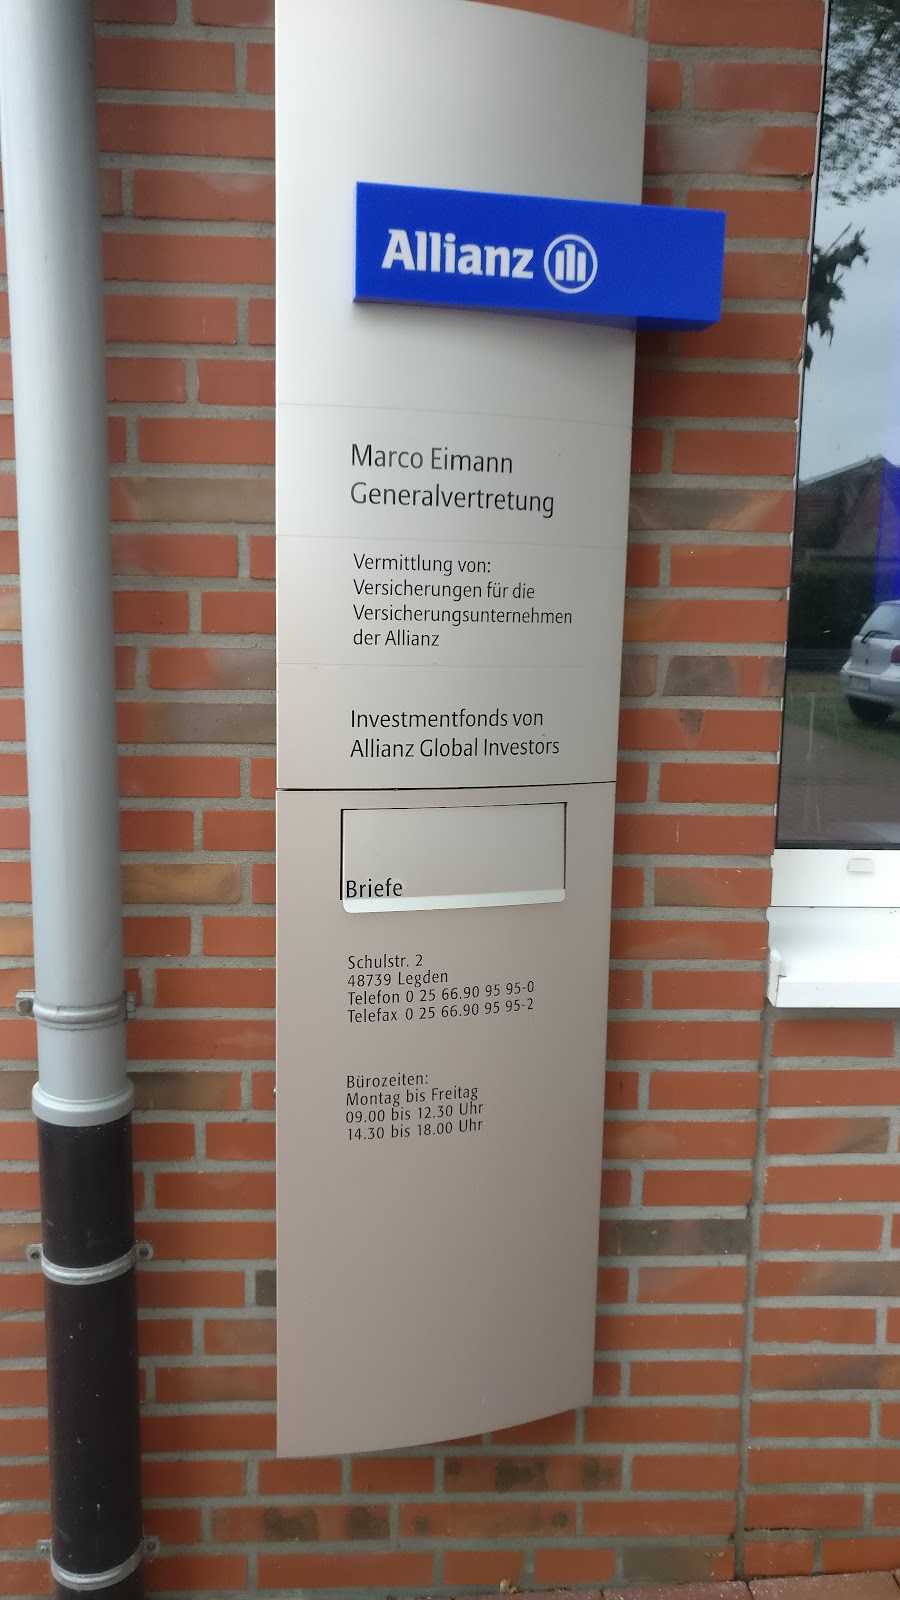 Allianz
Marco Eimann
Generalvertretung
Vermittlung von:
Versicherungen für die
Versicherungsunternehmen
der Allianz
Investmentfonds von
Allianz Global Investors
Briefe
Schulstr. 2
48739 Legden
Telefon 0 25 66.90 95 95-0
Telefax 0 25 66.90 95 95-2
Bürozeiten:
Montag bis Freitag
09.00 bis 12.30 Uhr
14.30 bis 18.00 Uhr